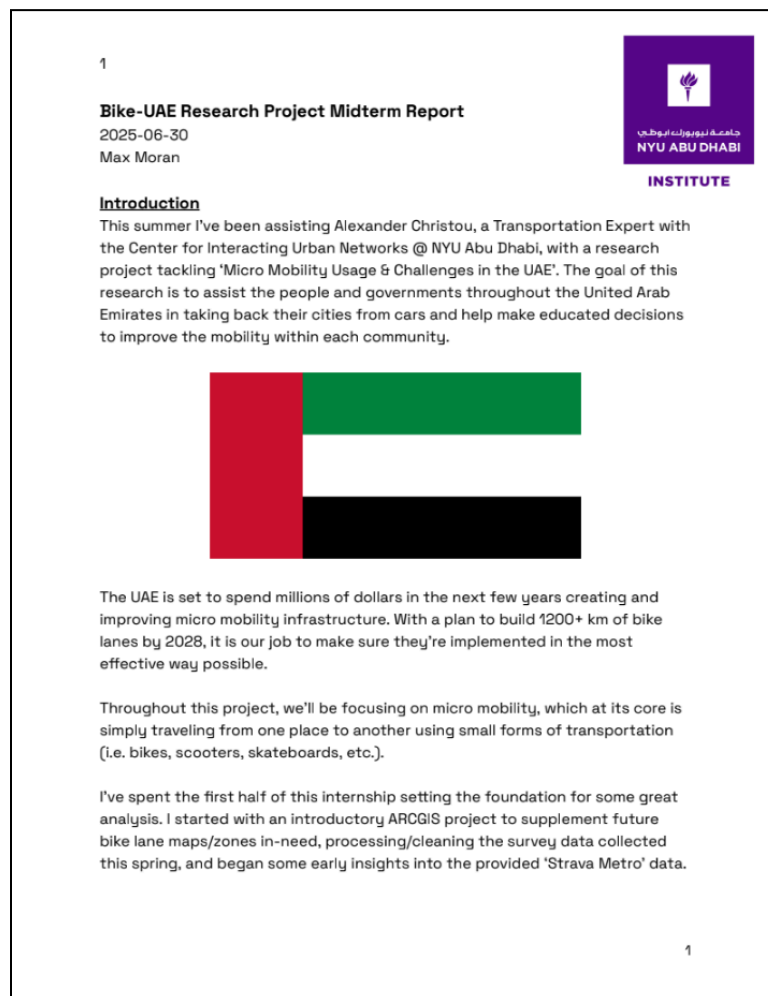 1
جامعة نيويورك أبوظبي
NYU ABU DHABI
INSTITUTE
Bike-UAE Research Project Midterm Report
2025-06-30
Max Moran
Introduction
This summer I've been assisting Alexander Christou, a Transportation Expert with
the Center for Interacting Urban Networks @ NYU Abu Dhabi, with a research
project tackling 'Micro Mobility Usage & Challenges in the UAE'. The goal of this
research is to assist the people and governments throughout the United Arab
Emirates in taking back their cities from cars and help make educated decisions
to improve the mobility within each community.
The UAE is set to spend millions of dollars in the next few years creating and
improving micro mobility infrastructure. With a plan to build 1200+ km of bike
lanes by 2028, it is our job to make sure they're implemented in the most
effective way possible.
Throughout this project, we'll be focusing on micro mobility, which at its core is
simply traveling from one place to another using small forms of transportation
(i.e. bikes, scooters, skateboards, etc.).
I've spent the first half of this internship setting the foundation for some great
analysis. I started with an introductory ARCGIS project to supplement future
bike lane maps/zones in-need, processing/cleaning the survey data collected
this spring, and began some early insights into the provided 'Strava Metro' data.
1